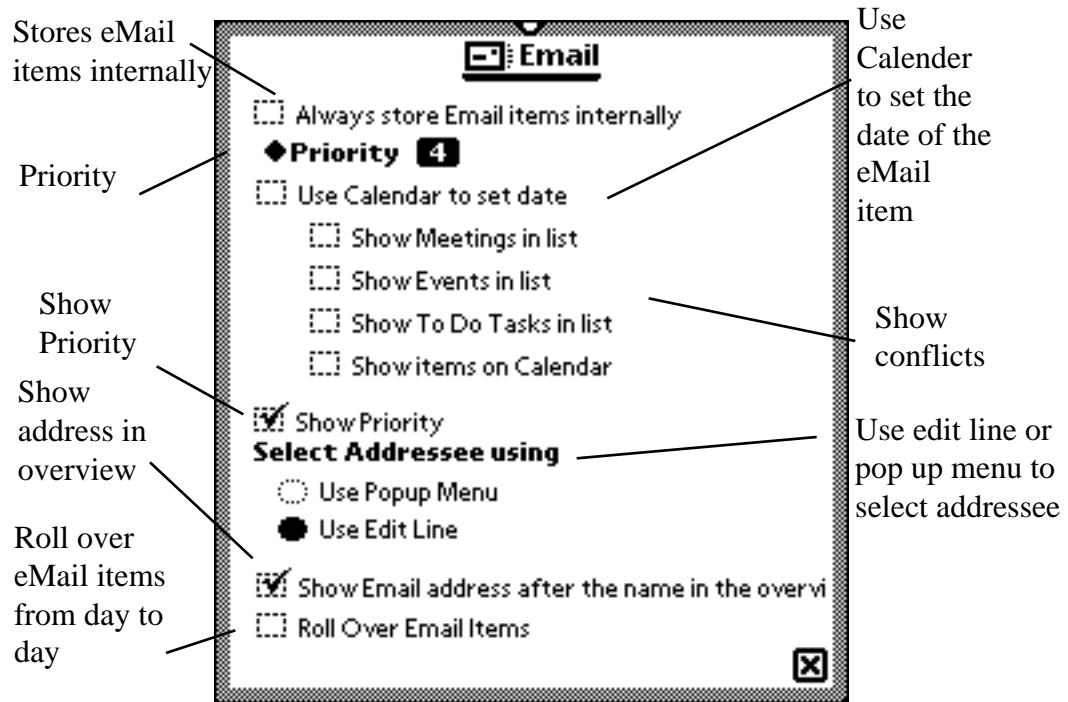 Stores eMail
items internally
Priority
Show
Priority
Show
address in
overview
Roll over
eMail items
from day to
day
Email
Always store Email items internally
Priority 4
Use Calendar to set date
Show Meetings in list
Show Events in list
Show To Do Tasks in list
Show items on Calendar
Show Priority
Select Addressee using
Use Popup Menu
Use Edit Line
Show Email address after the name in the overvi
Roll Over Email Items
Use
Calender
to set the
date of the
eMail
item
Show
conflicts
Use edit line or
pop up menu to
select addressee